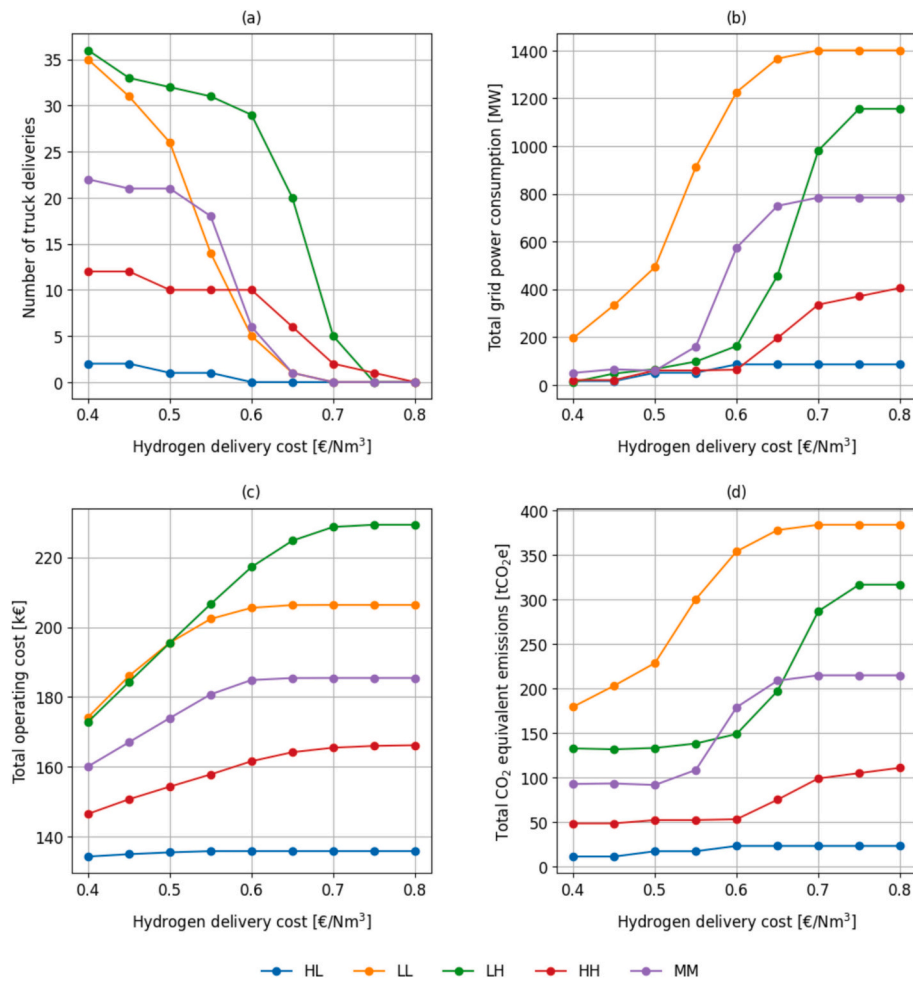 (a)
Number of truck deliveries
35
30
25
20
15
10
5
0
0.4 0.5 0.6 0.7 0.8
Hydrogen delivery cost [€/Nm³]
(b)
Total grid power consumption [MW]
1400
1200
1000
800
600
400
200
0
0.4 0.5 0.6 0.7 0.8
Hydrogen delivery cost [€/Nm³]
(c)
Total operating cost [k€]
220
200
180
160
140
0.4 0.5 0.6 0.7 0.8
Hydrogen delivery cost [€/Nm³]
(d)
Total CO₂ equivalent emissions [tCO₂e]
400
350
300
250
200
150
100
50
0
0.4 0.5 0.6 0.7 0.8
Hydrogen delivery cost [€/Nm³]
HL LL LH HH MM